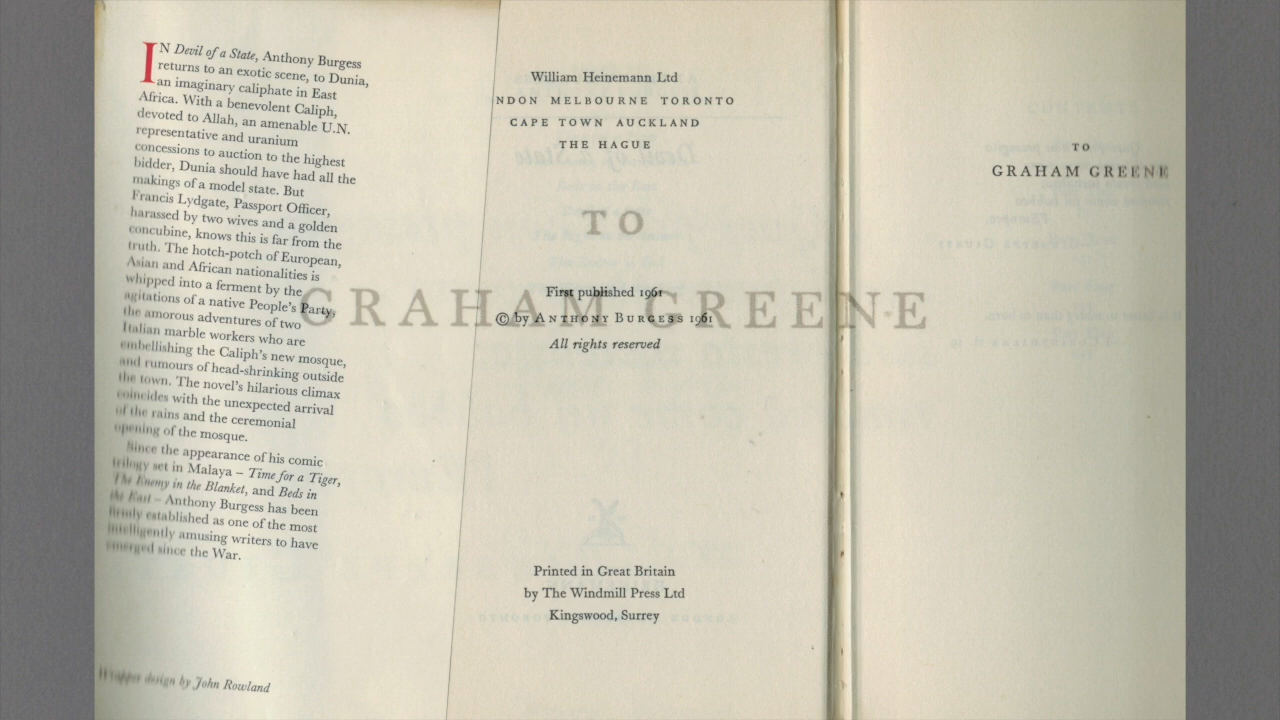 IN Devil of a State, Anthony Burgess
returns to an exotic scene, to Dunia,
an imaginary caliphate in East
Africa. With a benevolent Caliph,
devoted to Allah, an amenable U.N.
representative and uranium
concessions to auction to the highest
bidder, Dunia should have had all the
makings of a model state. But
Francis Lydgate, Passport Officer,
harassed by two wives and a golden
concubine, knows this is far from the
truth. The hotch-potch of European,
Asian and African nationalities is
whipped into a ferment by the
agitations of a native People's Party,
the amorous adventures of two
Italian marble workers who are
embellishing the Caliph's new mosque,
and rumours of head-shrinking outside
the town. The novel's hilarious climax
coincides with the unexpected arrival
of the rains and the ceremonial
opening of the mosque.
Since the appearance of his comic
trilogy set in Malaya – Time for a Tiger,
The Enemy in the Blanket, and Beds in
the East – Anthony Burgess has been
firmly established as one of the most
intelligently amusing writers to have
emerged since the War.
Wrapper design by John Rowland
William Heinemann Ltd
NDON MELBOURNE TORONTO
CAPE TOWN AUCKLAND
THE HAGUE
TO
GRAHAM GREENE
First published 1961
© by ANTHONY BURGESS 1961
All rights reserved
Printed in Great Britain
by The Windmill Press Ltd
Kingswood, Surrey
TO
GRAHAM GREENE